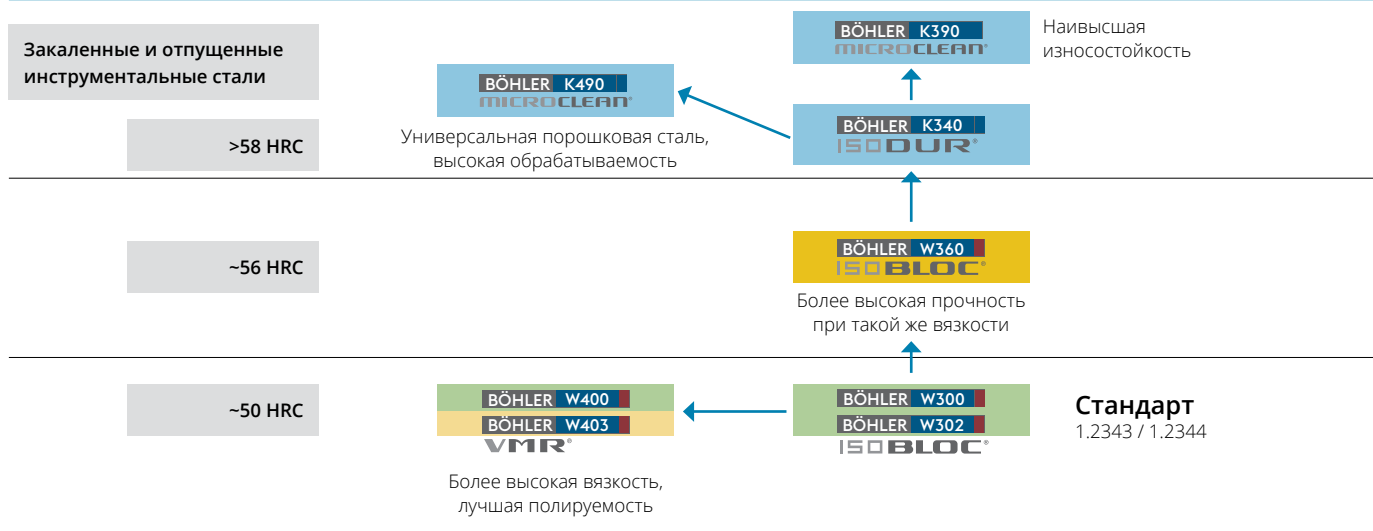 Закаленные и отпущенные
инструментальные стали
BÖHLER K390
MICROCLEAN®
Наивысшая
износостойкость
BÖHLER K490
MICROCLEAN®
Универсальная порошковая сталь,
высокая обрабатываемость
>58 HRC
BÖHLER K340
ISODUR®
~56 HRC
BÖHLER W360
ISOBLOC®
Более высокая прочность
при такой же вязкости
~50 HRC
BÖHLER W400
BÖHLER W403
VMR®
Более высокая вязкость,
лучшая полируемость
BÖHLER W300
BÖHLER W302
ISOBLOC®
Стандарт
1.2343 / 1.2344